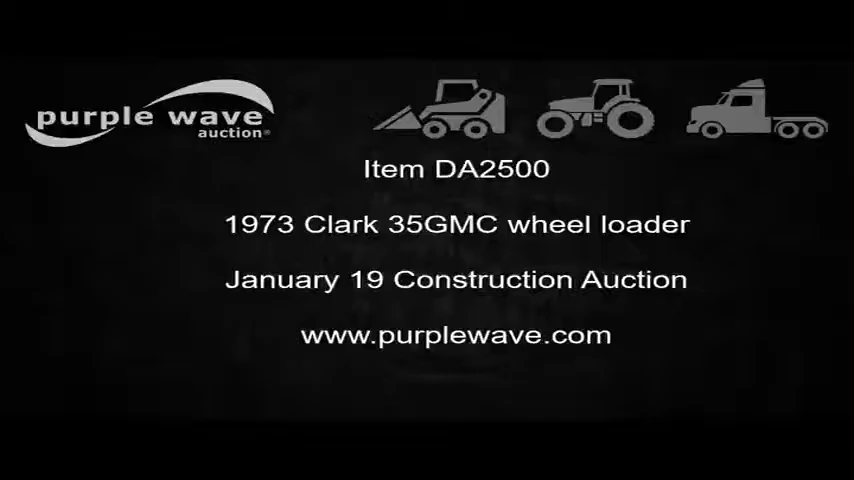 purple wave
auction®
Item DA2500
1973 Clark 35GMC wheel loader
January 19 Construction Auction
www.purplewave.com